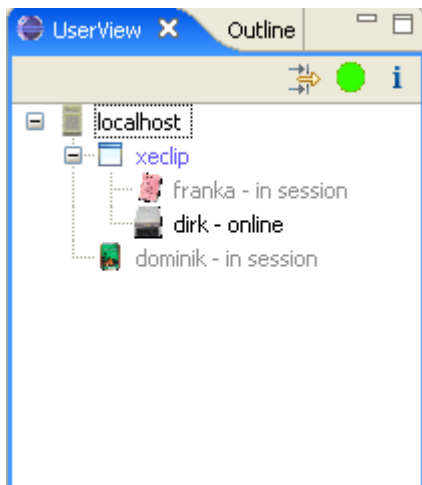 UserView Outline
i
localhost
xeclip
franka - in session
dirk - online
dominik - in session